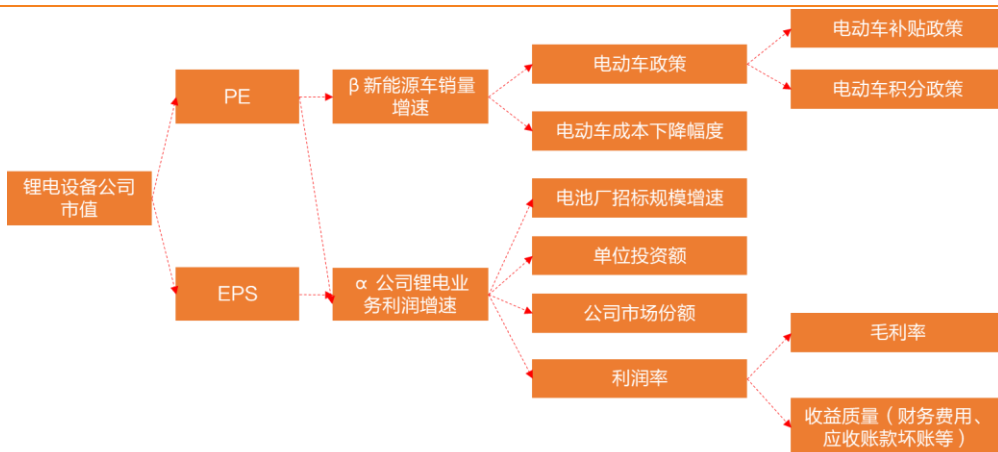 锂电设备公司
市值
PE
EPS
β新能源车销量
增速
α 公司锂电业
务利润增速
电动车政策
电动车成本下降幅度
电池厂招标规模增速
单位投资额
公司市场份额
利润率
电动车补贴政策
电动车积分政策
毛利率
收益质量（财务费用、
应收账款坏账等）